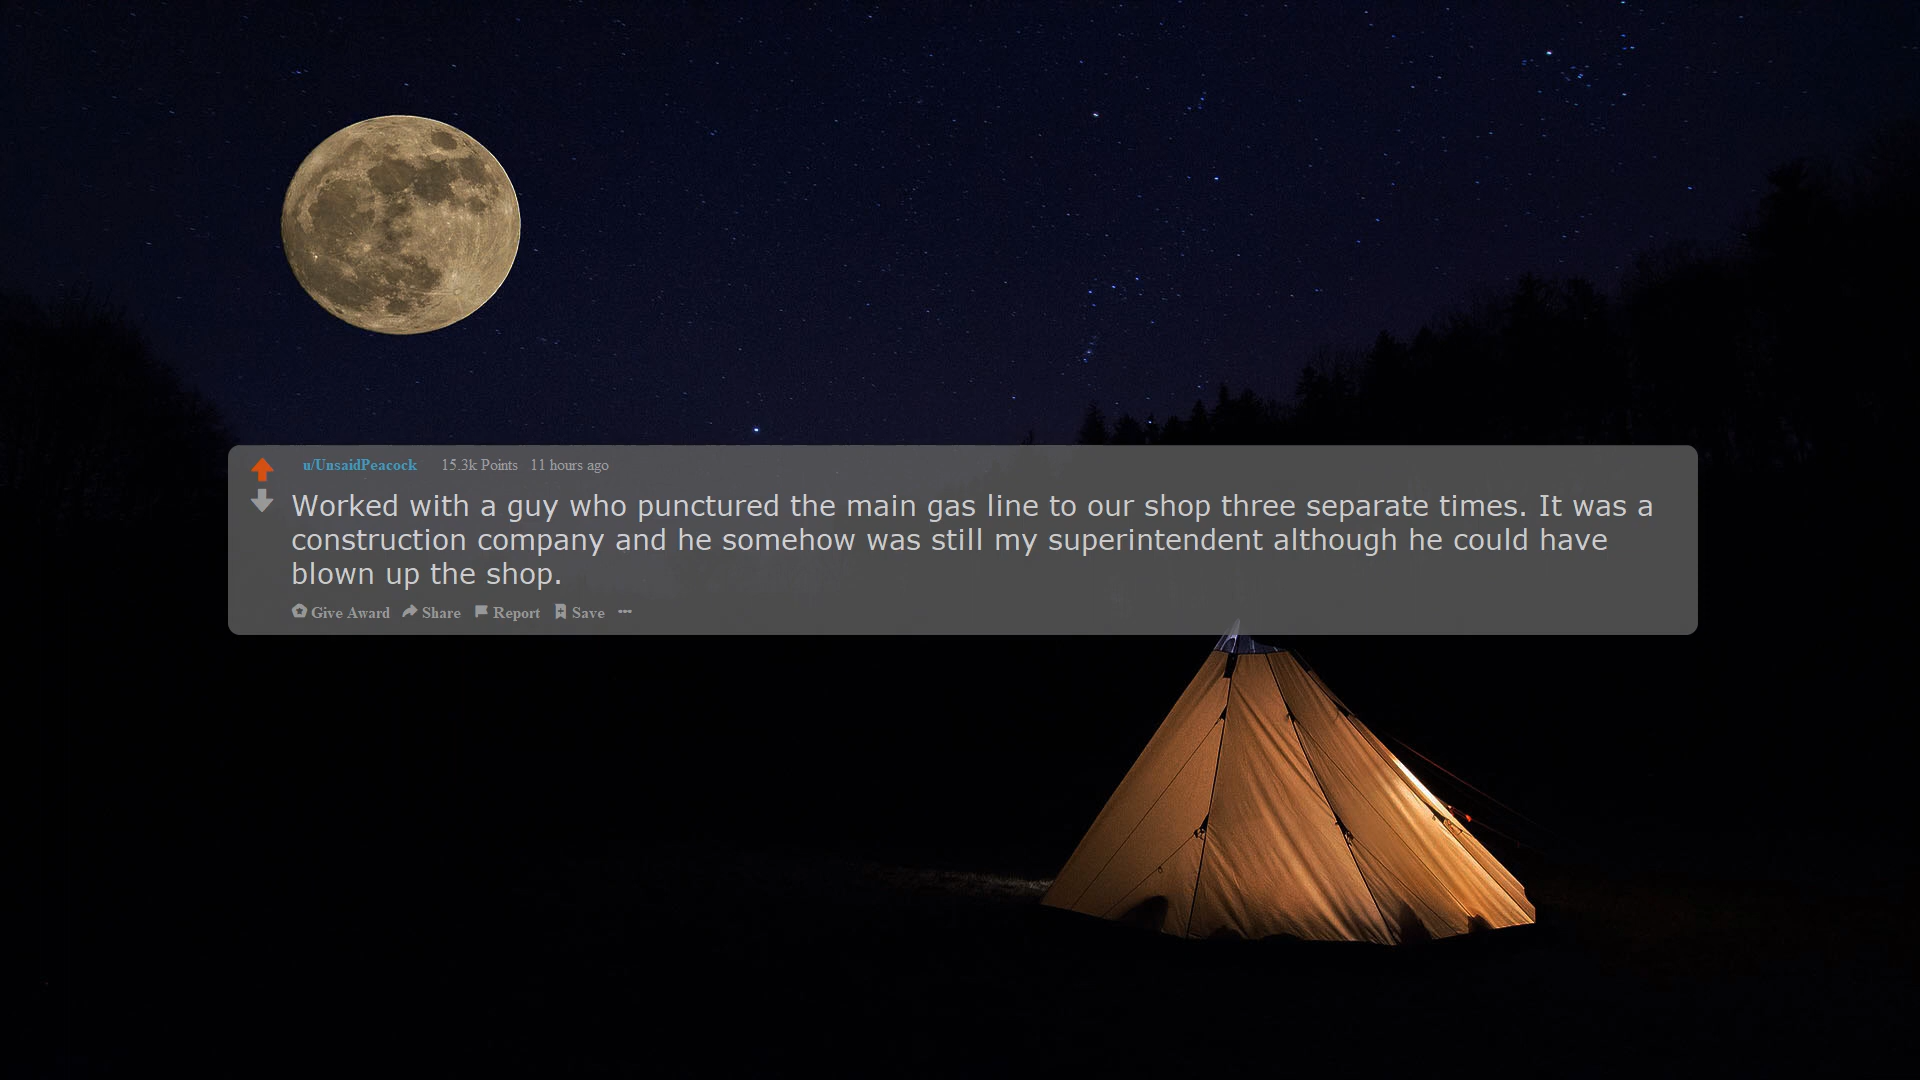 u/UnsaidPeacock 15.3k Points 11 hours ago
Worked with a guy who punctured the main gas line to our shop three separate times. It was a
construction company and he somehow was still my superintendent although he could have
blown up the shop.
Give Award Share Report Save